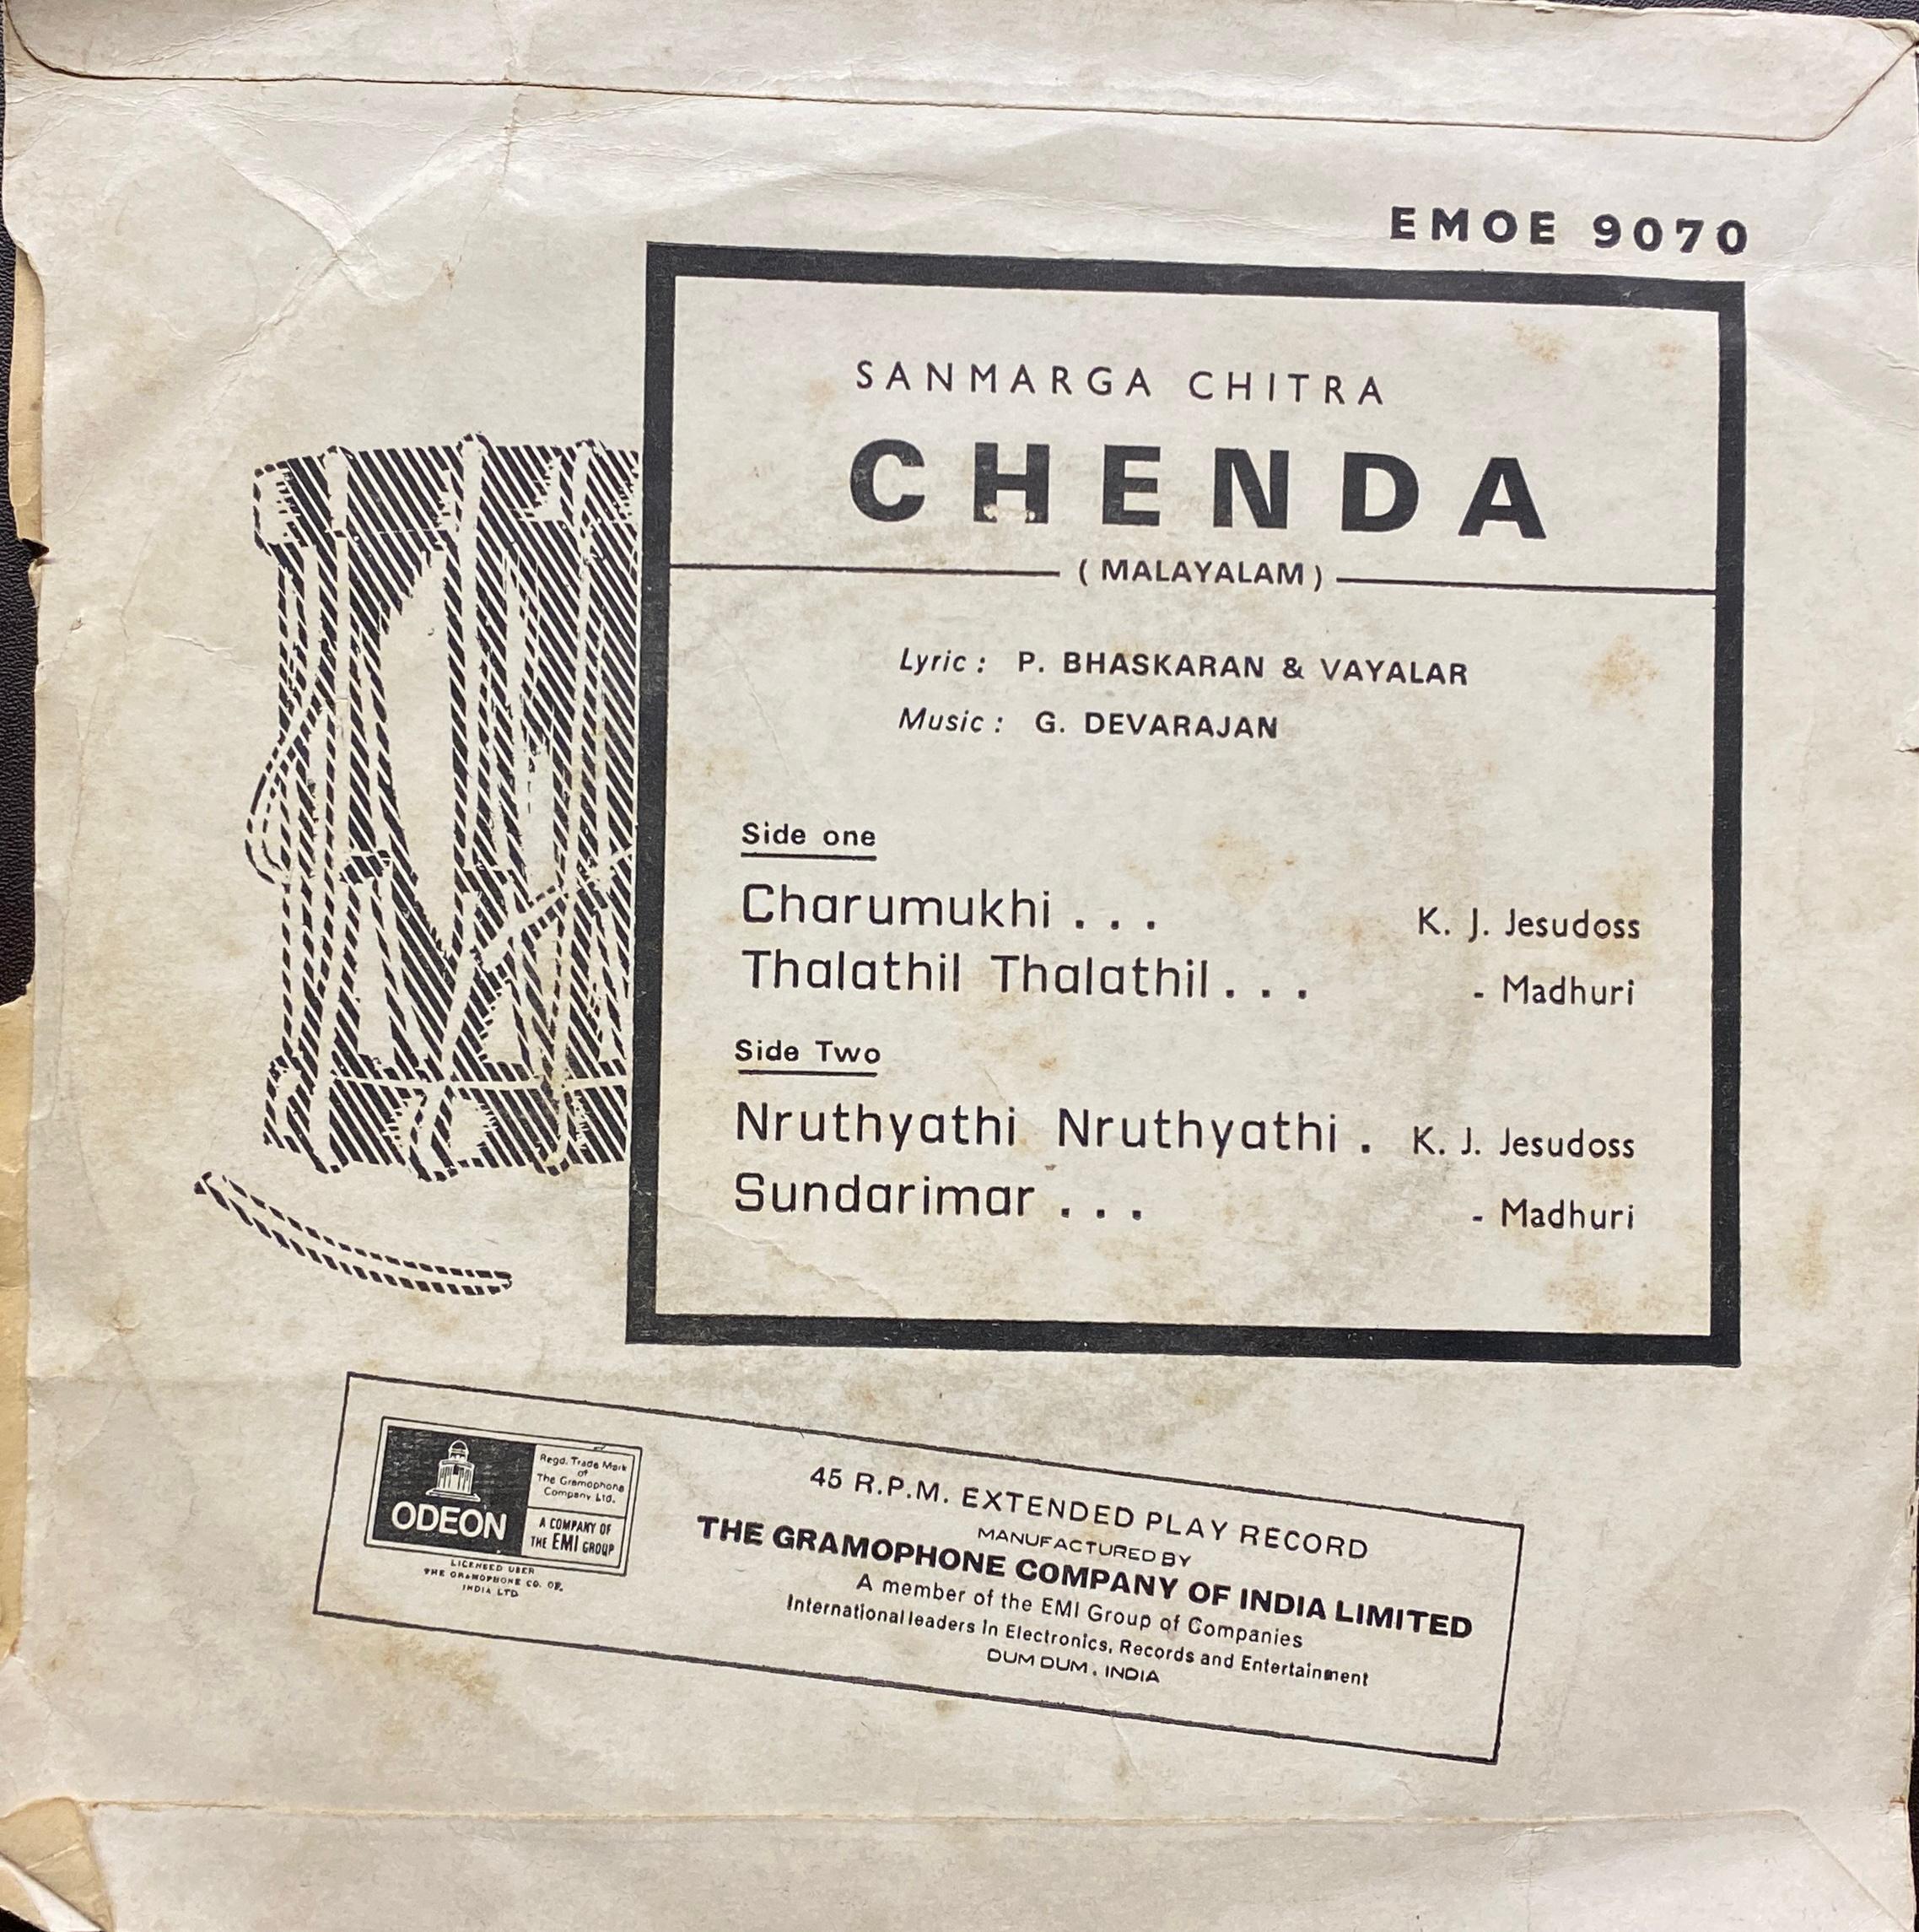 EMOE 9070
SANMARGA CHITRA
CHENDA
( MALAYALAM )
Lyric : P. BHASKARAN & VAYALAR
Music : G. DEVARAJAN
Side one
Charumukhi . . . K. J. Jesudoss
Thalathil Thalathil . . . - Madhuri
Side Two
Nruthyathi Nruthyathi . K. J. Jesudoss
Sundarimar . . . - Madhuri
ODEON
Regd. Trade Mark
of
The Gramophone
Company Ltd.
A COMPANY OF
THE EMI GROUP
LICENSED USER
THE GRAMOPHONE CO. OF.
INDIA LTD
45 R.P.M. EXTENDED PLAY RECORD
MANUFACTURED BY
THE GRAMOPHONE COMPANY OF INDIA LIMITED
A member of the EMI Group of Companies
International leaders in Electronics, Records and Entertainment
DUM DUM, INDIA